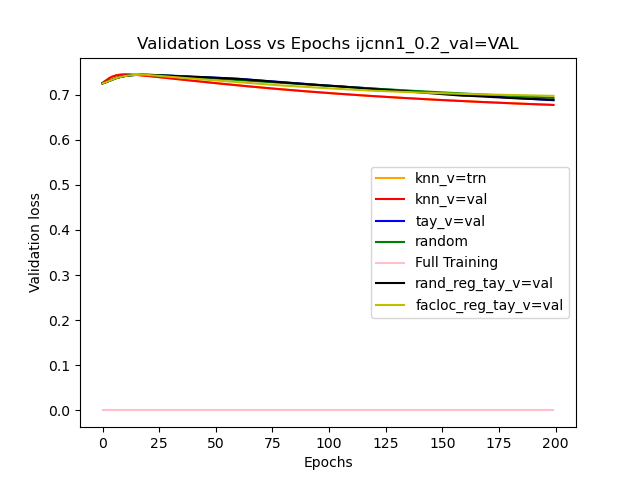 Validation Loss vs Epochs ijcnn1_0.2_val=VAL
Validation loss
0.7
0.6
0.5
0.4
0.3
0.2
0.1
0.0
knn_v=trn
knn_v=val
tay_v=val
random
Full Training
rand_reg_tay_v=val
facloc_reg_tay_v=val
0 25 50 75 100 125 150 175 200
Epochs